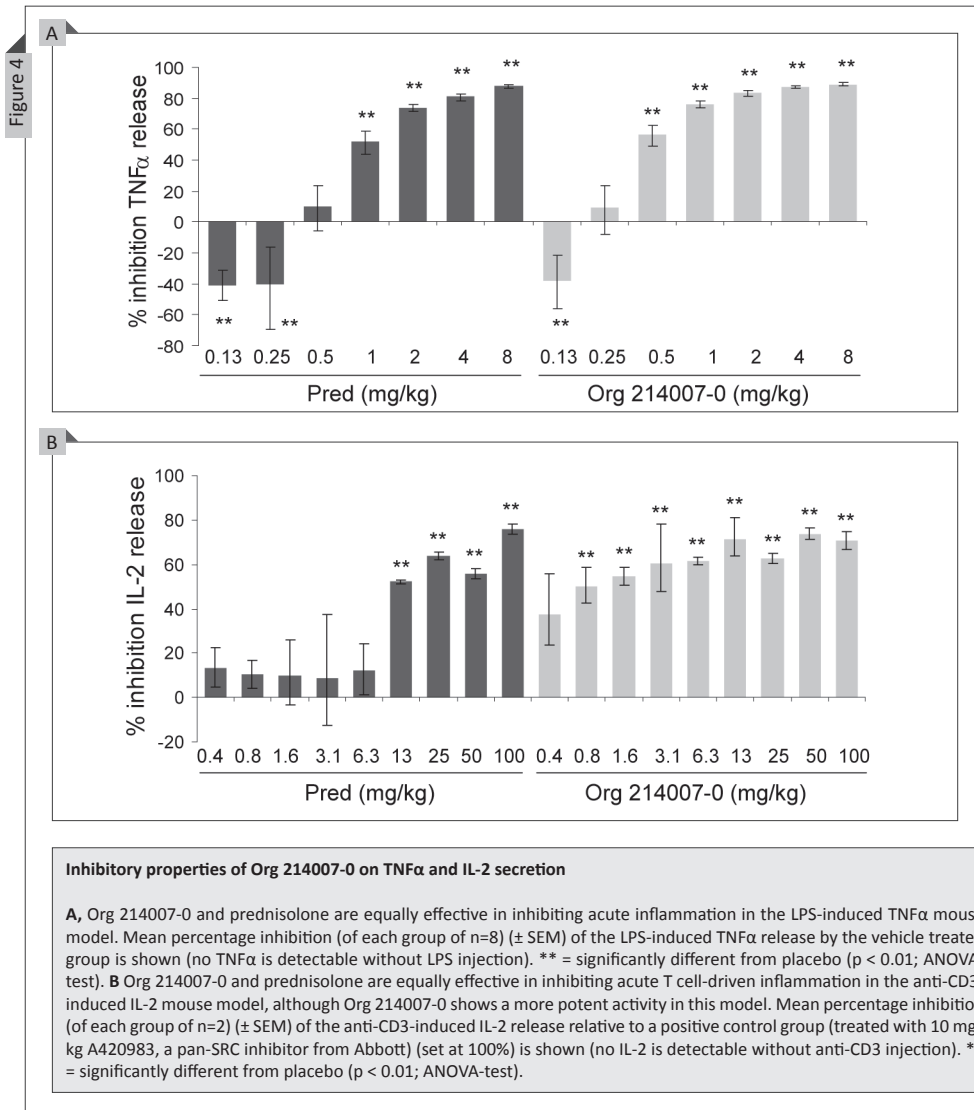 Figure 4
A
% inhibition TNFα release
100
80
60
40
20
0
-20
-40
-60
-80
** ** ** ** ** ** ** ** ** ** ** **
0.13 0.25 0.5 1 2 4 8 0.13 0.25 0.5 1 2 4 8
Pred (mg/kg) Org 214007-0 (mg/kg)
B
% inhibition IL-2 release
100
80
60
40
20
0
-20
** ** ** ** ** ** ** ** ** ** ** **
0.4 0.8 1.6 3.1 6.3 13 25 50 100 0.4 0.8 1.6 3.1 6.3 13 25 50 100
Pred (mg/kg) Org 214007-0 (mg/kg)
Inhibitory properties of Org 214007-0 on TNFα and IL-2 secretion
A, Org 214007-0 and prednisolone are equally effective in inhibiting acute inflammation in the LPS-induced TNFα mous
model. Mean percentage inhibition (of each group of n=8) (± SEM) of the LPS-induced TNFα release by the vehicle treate
group is shown (no TNFα is detectable without LPS injection). ** = significantly different from placebo (p < 0.01; ANOVA
test). B Org 214007-0 and prednisolone are equally effective in inhibiting acute T cell-driven inflammation in the anti-CD3
induced IL-2 mouse model, although Org 214007-0 shows a more potent activity in this model. Mean percentage inhibitio
(of each group of n=2) (± SEM) of the anti-CD3-induced IL-2 release relative to a positive control group (treated with 10 mg
kg A420983, a pan-SRC inhibitor from Abbott) (set at 100%) is shown (no IL-2 is detectable without anti-CD3 injection). *
= significantly different from placebo (p < 0.01; ANOVA-test).